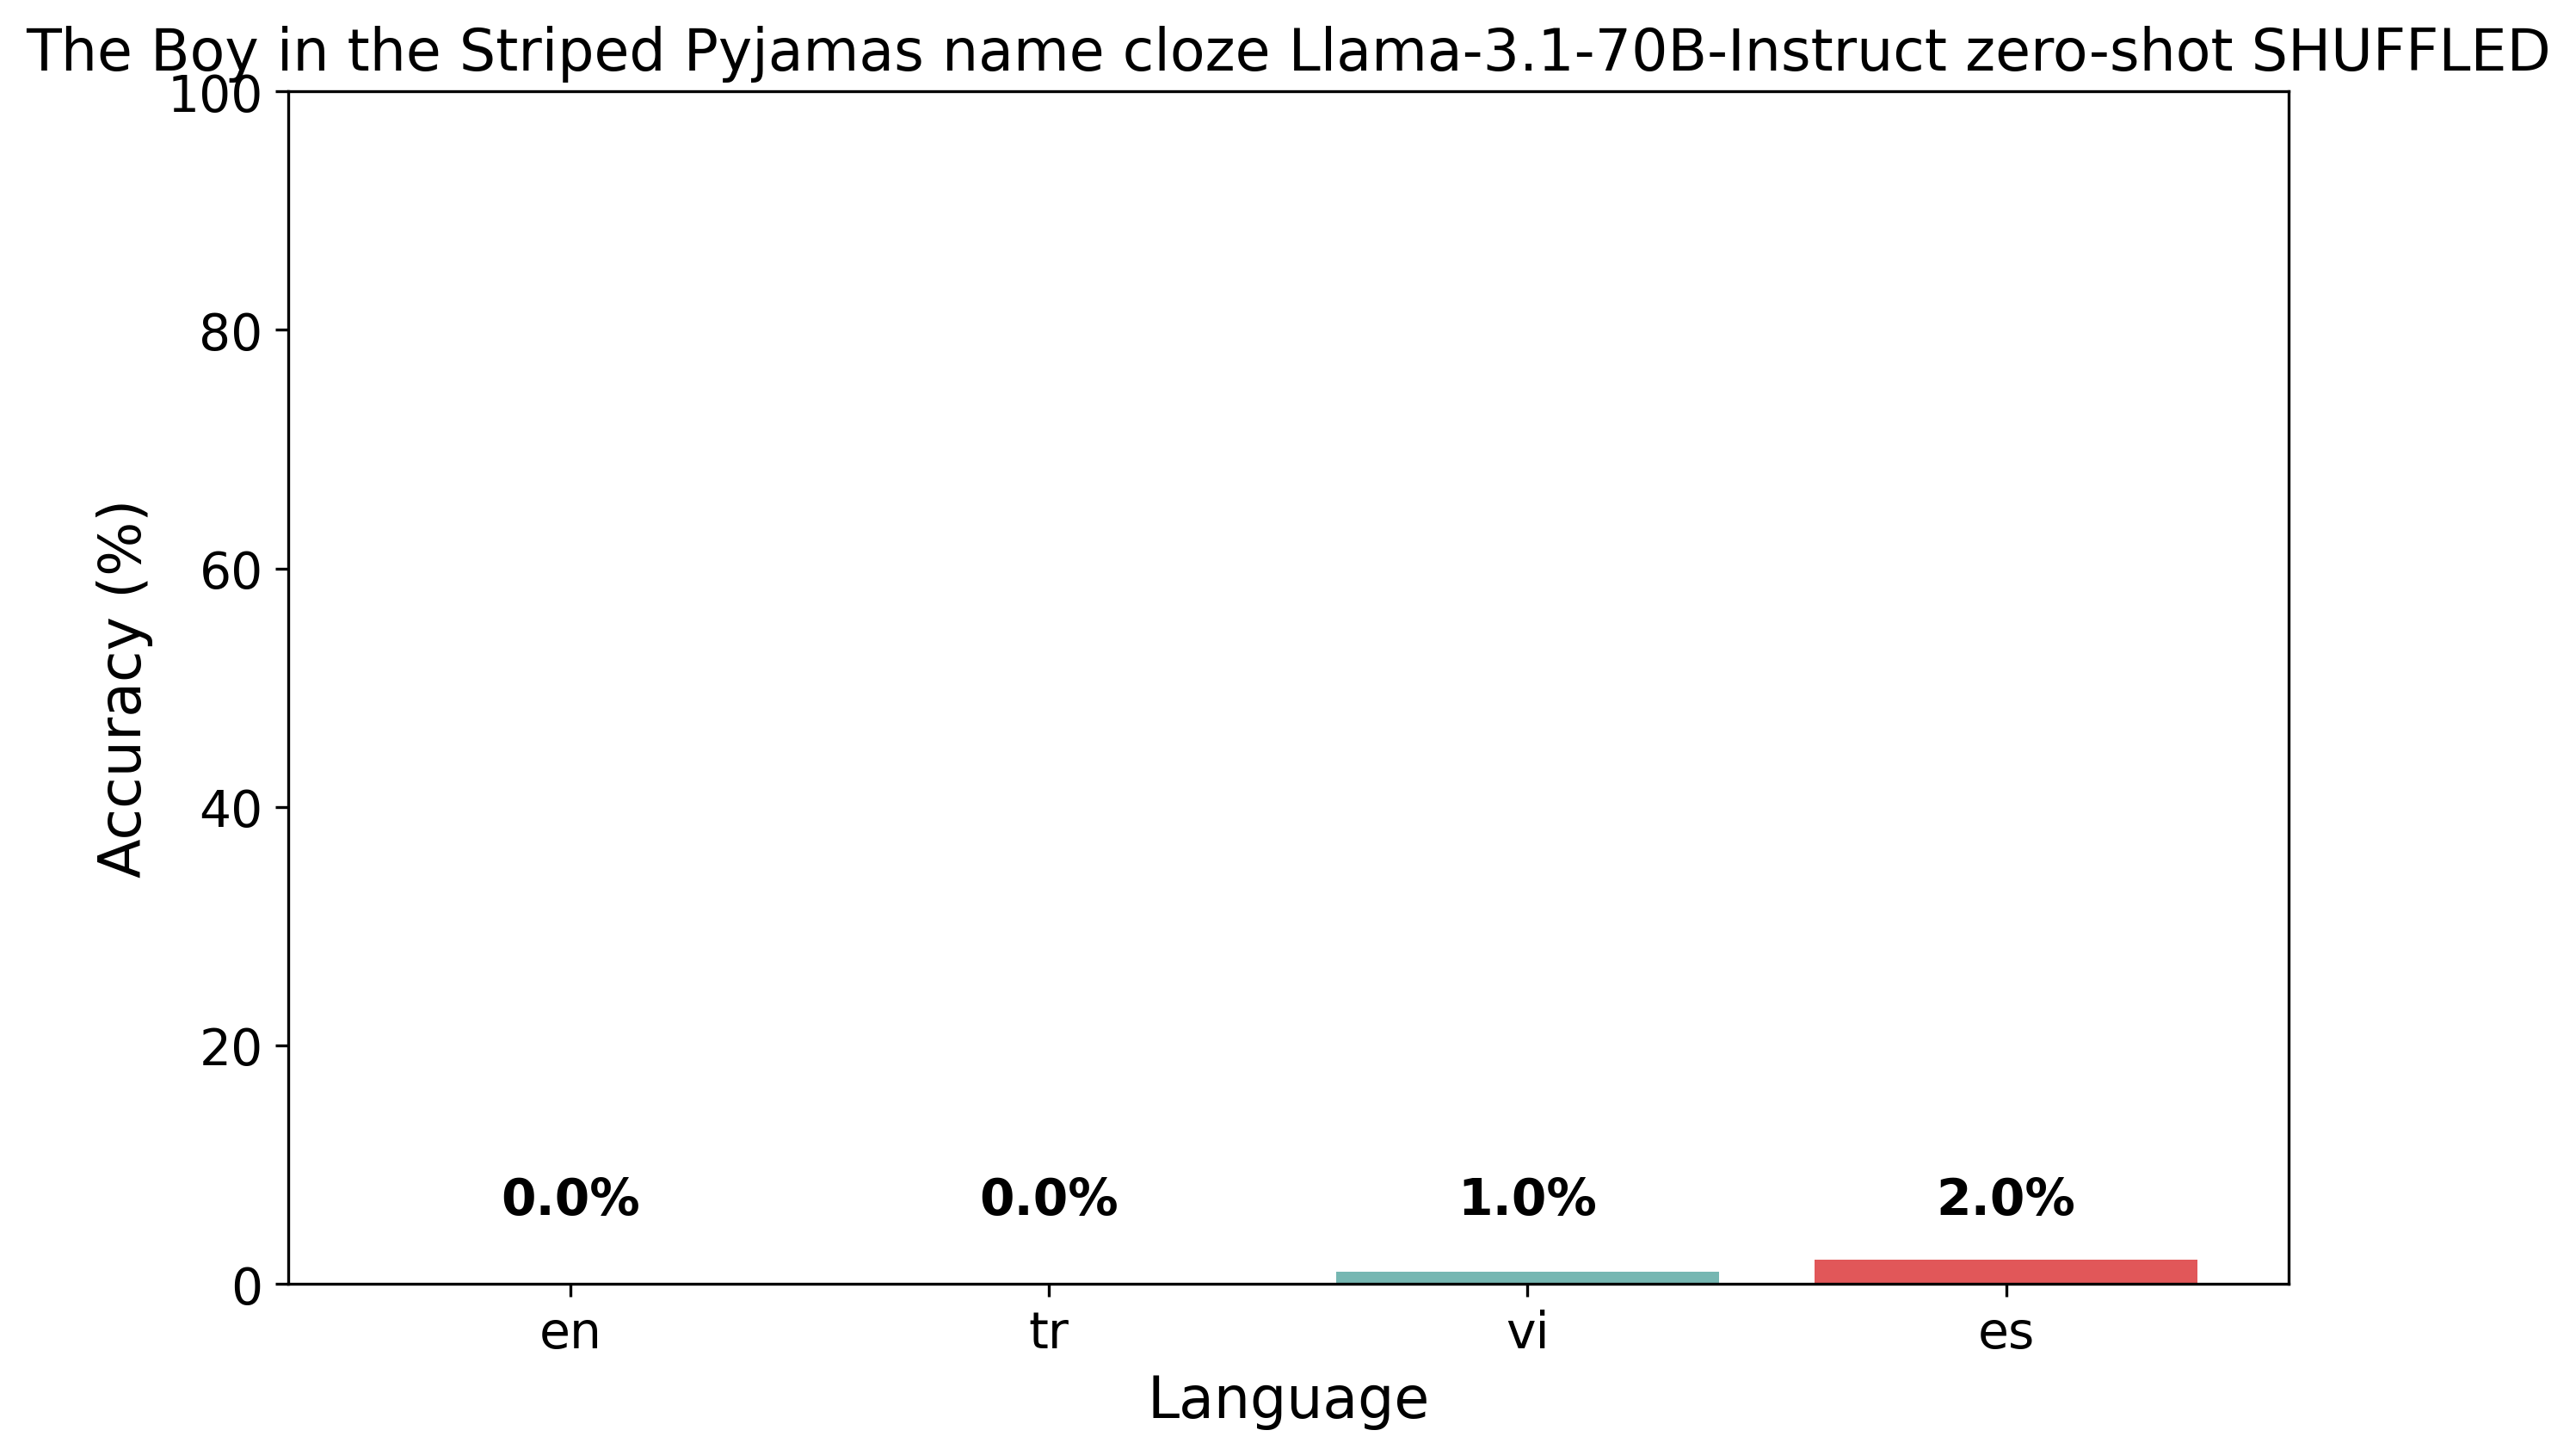 The Boy in the Striped Pyjamas name cloze Llama-3.1-70B-Instruct zero-shot SHUFFLED
100
80
60
40
20
0
Accuracy (%)
0.0%
0.0%
1.0%
2.0%
en
tr
vi
es
Language